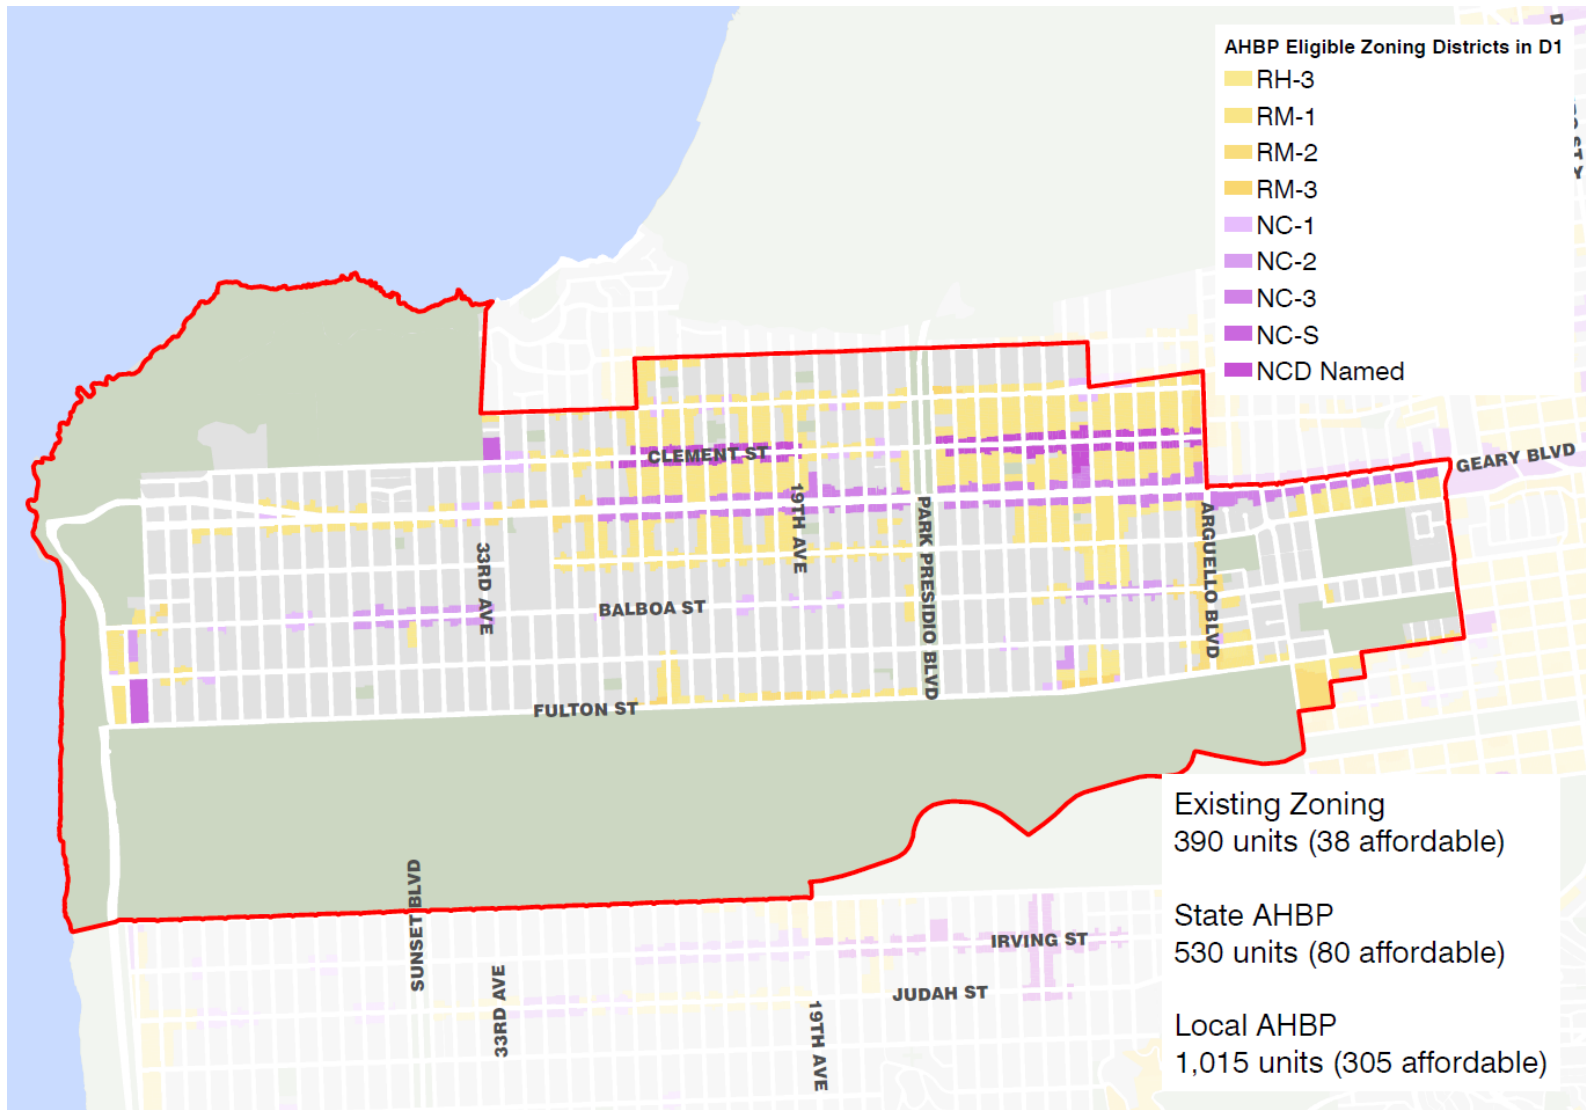 AHBP Eligible Zoning Districts in D1
RH-3
RM-1
RM-2
RM-3
NC-1
NC-2
NC-3
NC-S
NCD Named
CLEMENT ST
GEARY BLVD
19TH AVE
PARK PRESIDIO BLVD
ARGUELLO BLVD
33RD AVE
BALBOA ST
FULTON ST
SUNSET BLVD
33RD AVE
19TH AVE
IRVING ST
JUDAH ST
Existing Zoning
390 units (38 affordable)
State AHBP
530 units (80 affordable)
Local AHBP
1,015 units (305 affordable)